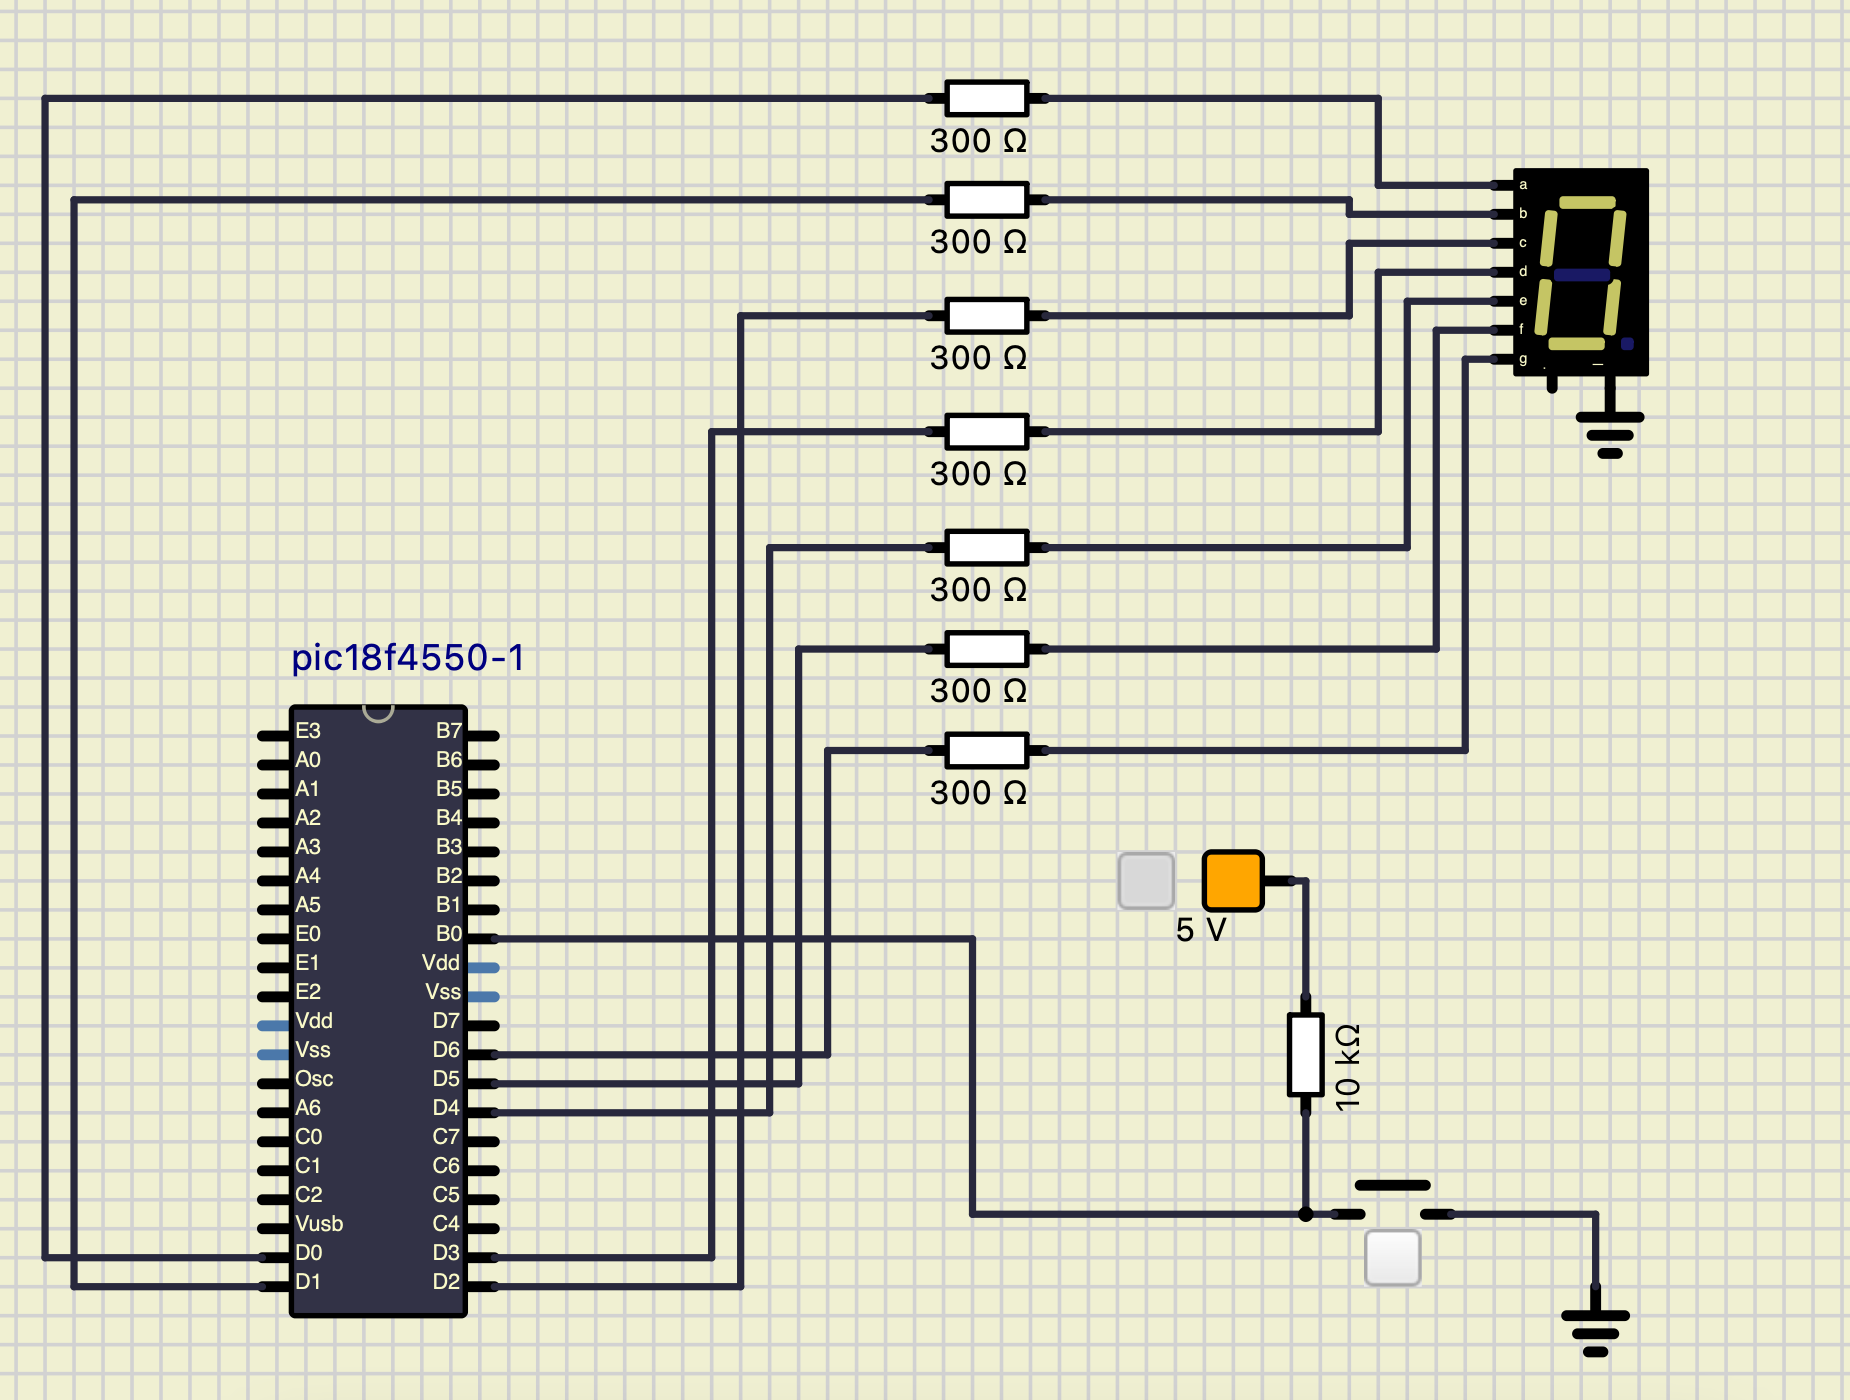 300 Ω
300 Ω
300 Ω
300 Ω
300 Ω
300 Ω
300 Ω
a
b
c
d
e
f
g
pic18f4550-1
E3 B7
A0 B6
A1 B5
A2 B4
A3 B3
A4 B2
A5 B1
E0 B0
E1 Vdd
E2 Vss
Vdd D7
Vss D6
Osc D5
A6 D4
C0 C7
C1 C6
C2 C5
Vusb C4
D0 D3
D1 D2
5 V
10 kΩ